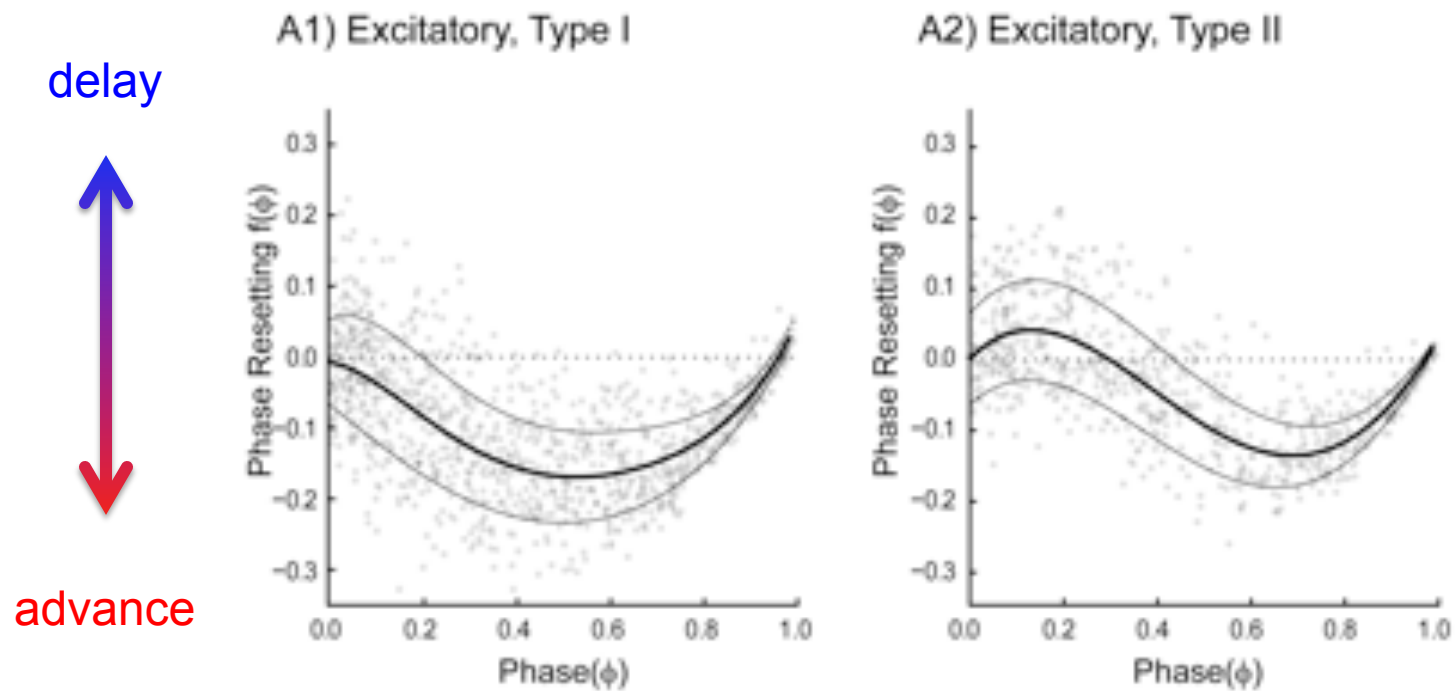 A1) Excitatory, Type I
A2) Excitatory, Type II
delay
advance
Phase Resetting f(ϕ)
0.3
0.2
0.1
0.0
−0.1
−0.2
−0.3
0.0 0.2 0.4 0.6 0.8 1.0
Phase(ϕ)
Phase Resetting f(ϕ)
0.3
0.2
0.1
0.0
−0.1
−0.2
−0.3
0.0 0.2 0.4 0.6 0.8 1.0
Phase(ϕ)